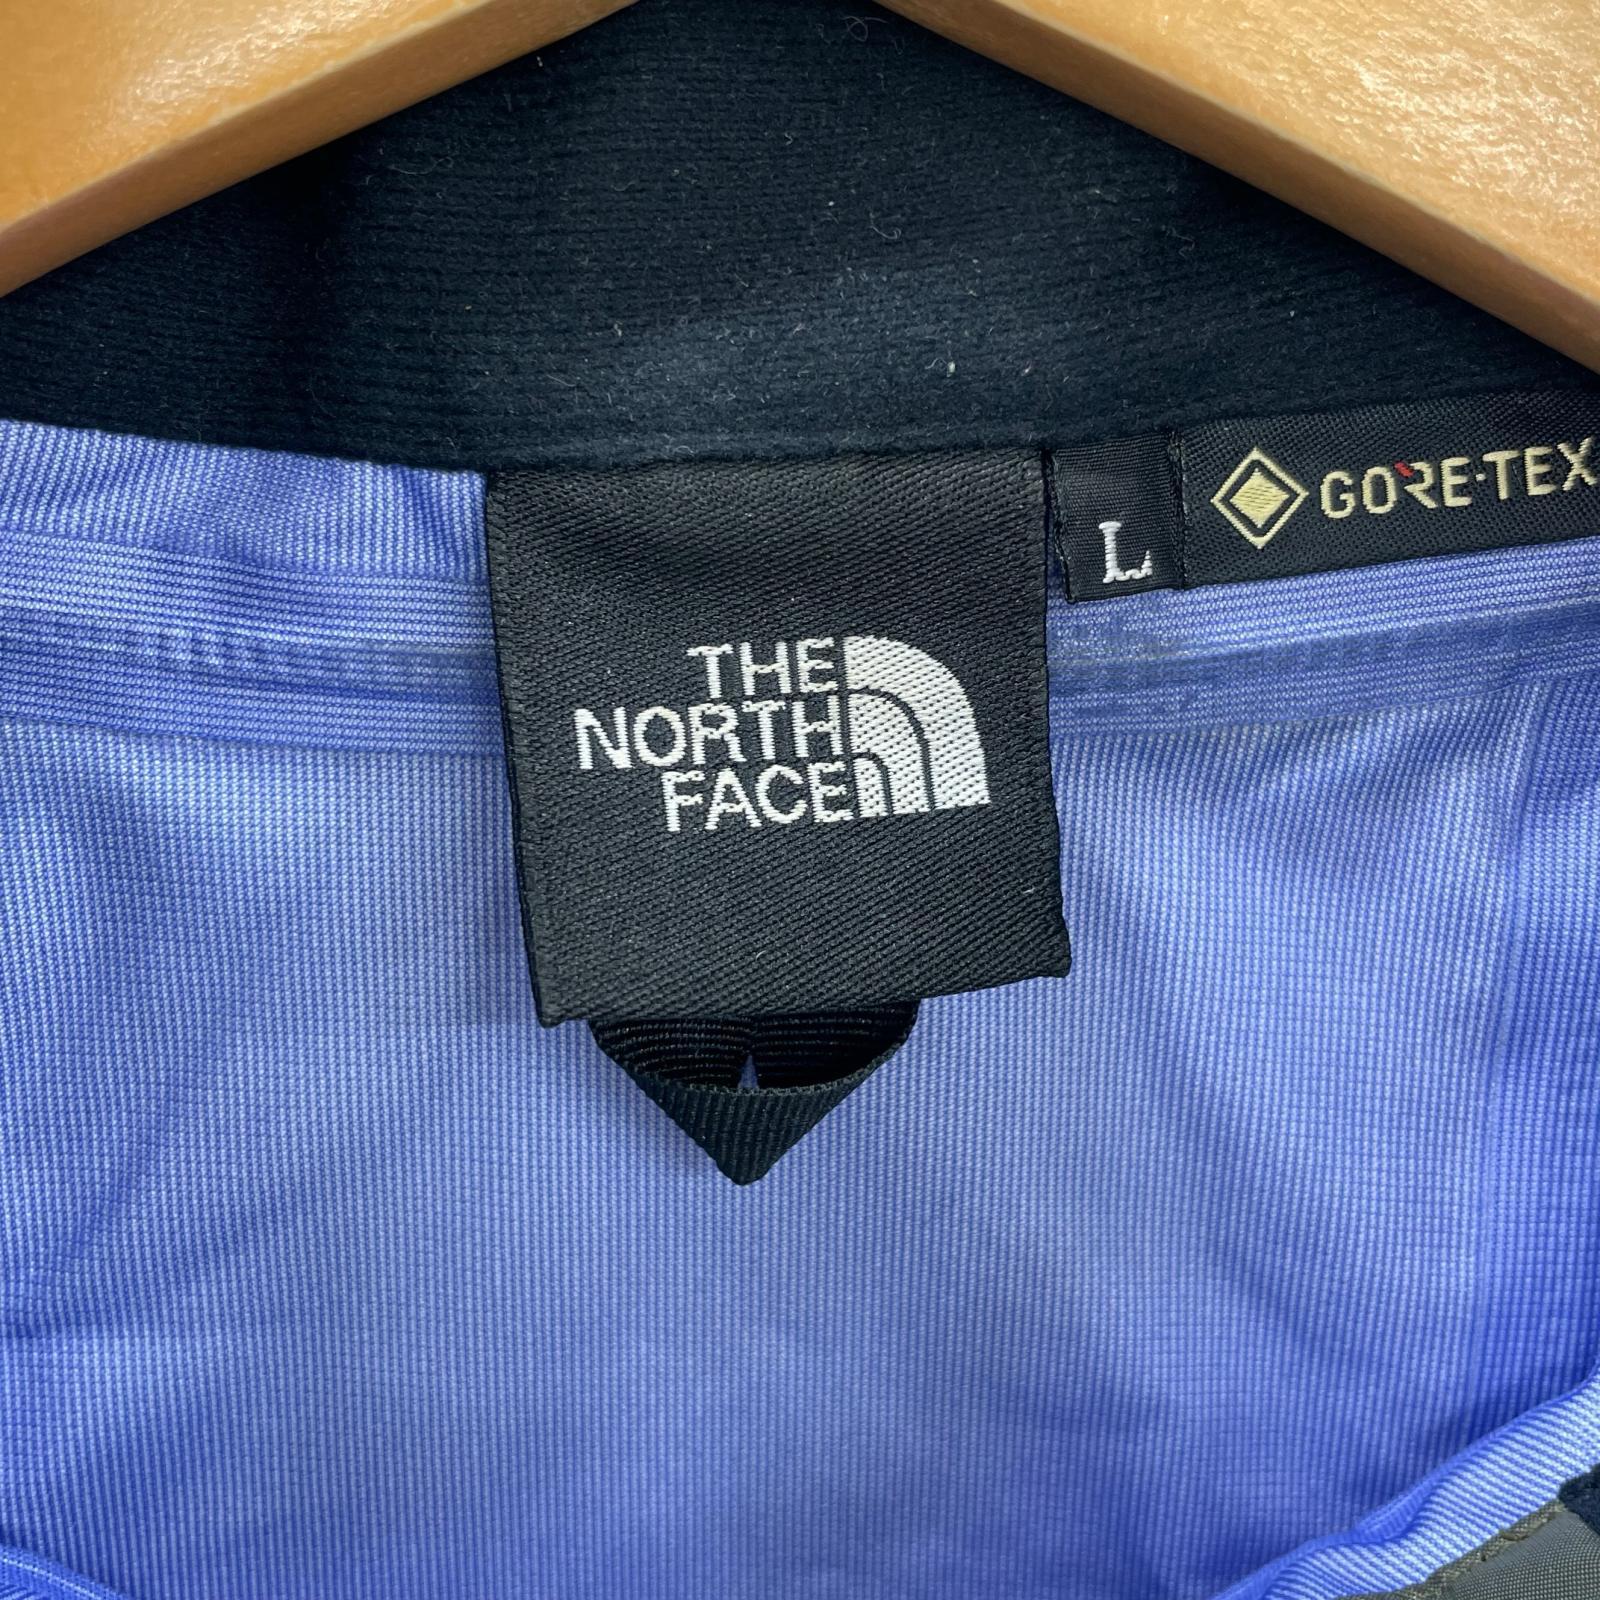 THE
NORTH
FACE
L
GORE-TEX